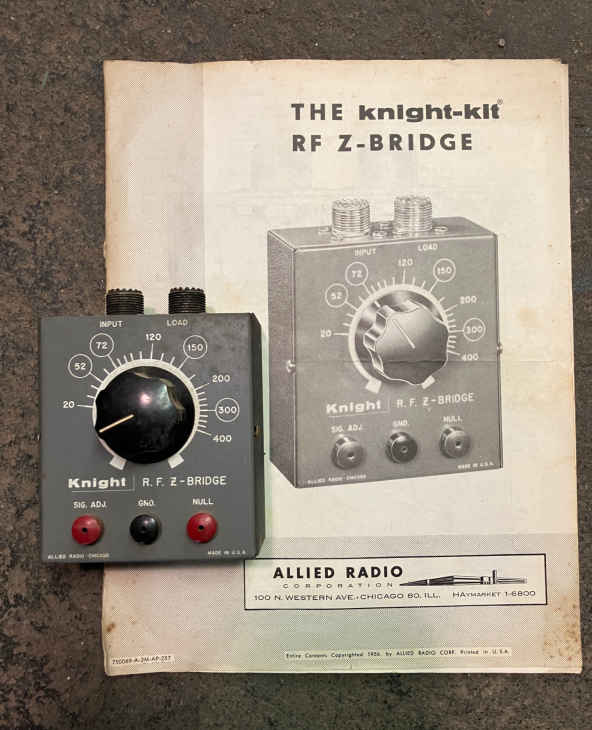 THE knight-kit®
RF Z-BRIDGE
INPUT LOAD
20 52 72 120 150 200 300 400
Knight R. F. Z-BRIDGE
SIG. ADJ. GND. NULL
ALLIED RADIO-CHICAGO MADE IN U.S.A.
INPUT LOAD
20 52 72 120 150 200 300 400
Knight R. F. Z-BRIDGE
SIG. ADJ. GND. NULL
ALLIED RADIO-CHICAGO MADE IN U.S.A.
ALLIED RADIO
CORPORATION
100 N. WESTERN AVE.•CHICAGO 80, ILL. HAYMARKET 1-6800
Entire Contents Copyrighted 1956, by ALLIED RADIO CORP. Printed in U.S.A.